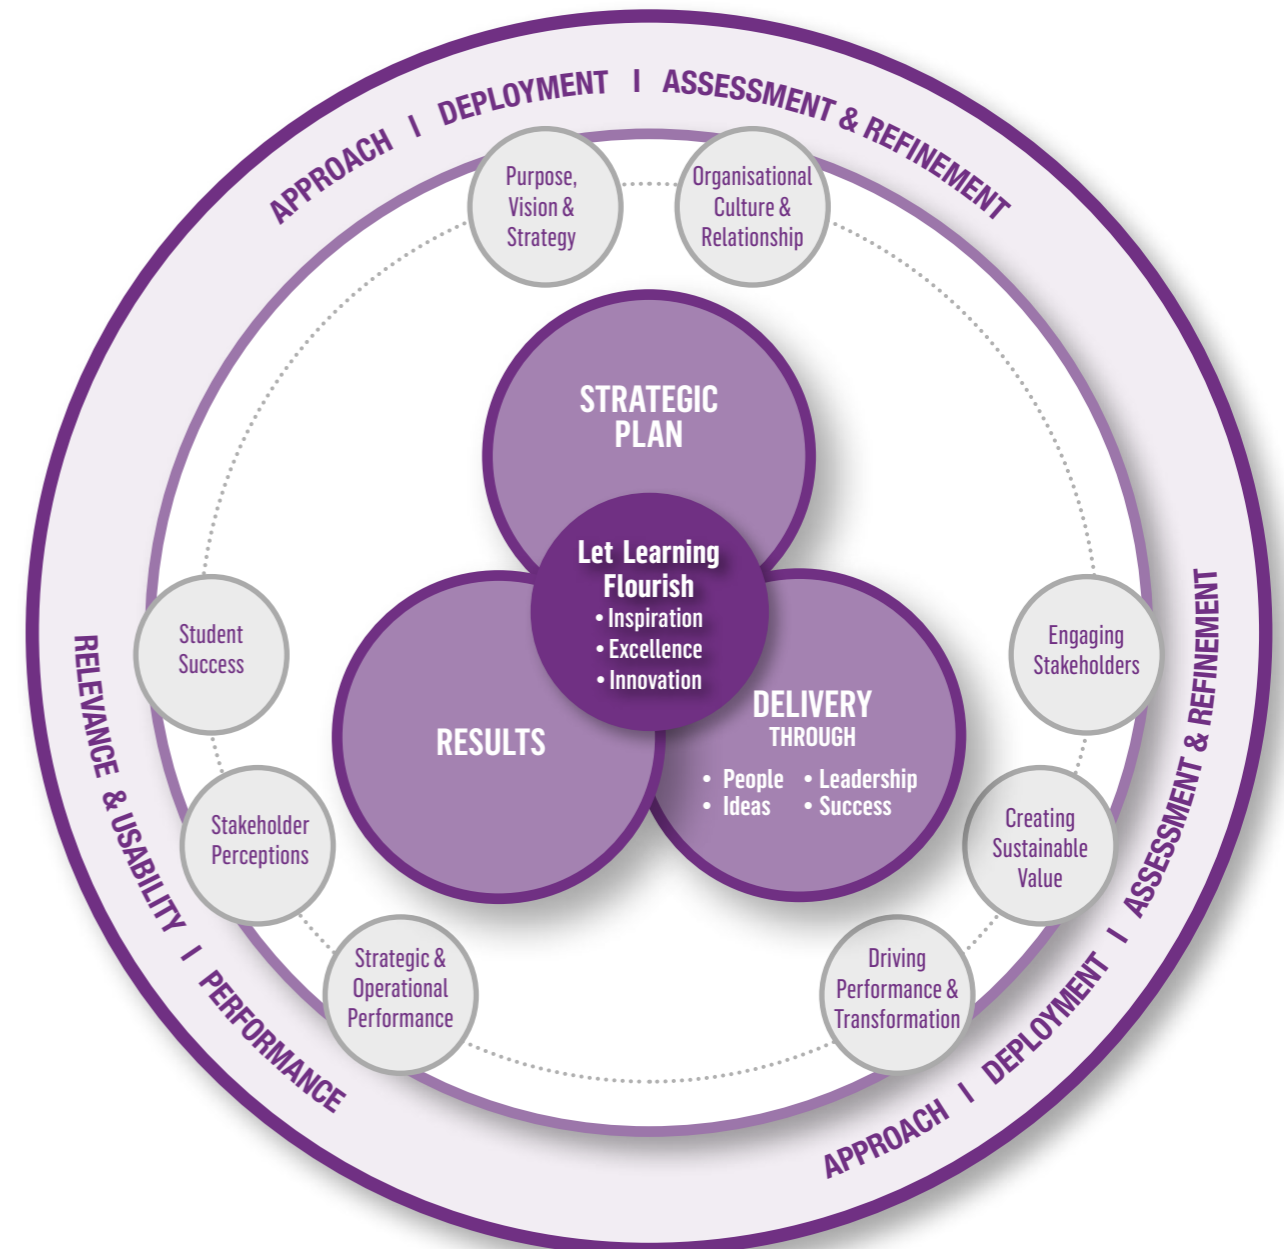 APPROACH I DEPLOYMENT I ASSESSMENT & REFINEMENT
Purpose,
Vision &
Strategy
Organisational
Culture &
Relationship
STRATEGIC
PLAN
Let Learning
Flourish
• Inspiration
• Excellence
• Innovation
RESULTS
DELIVERY
THROUGH
• People • Leadership
• Ideas • Success
Student
Success
Stakeholder
Perceptions
Strategic &
Operational
Performance
Engaging
Stakeholders
Creating
Sustainable
Value
Driving
Performance &
Transformation
RELEVANCE & USABILITY I PERFORMANCE
APPROACH I DEPLOYMENT I ASSESSMENT & REFINEMENT